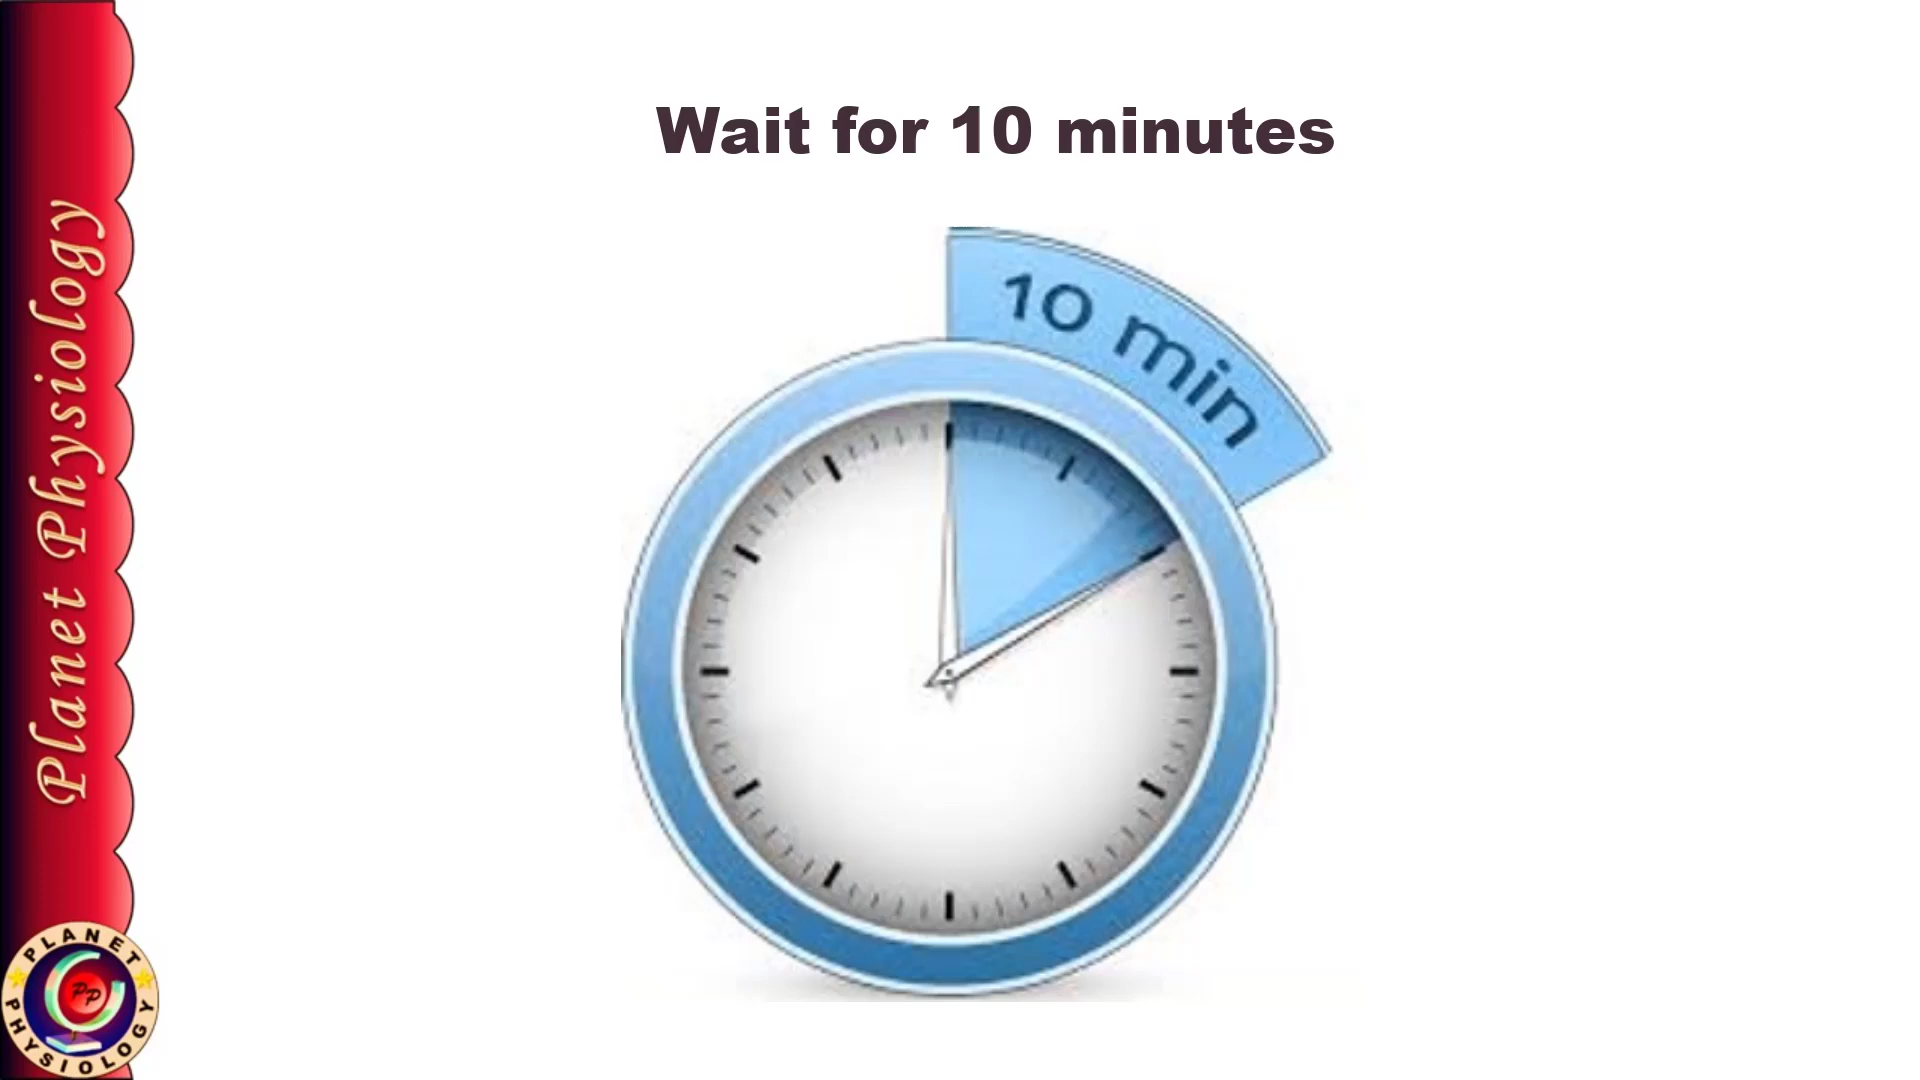 Wait for 10 minutes
10 min
Planet Physiology
PLANET
PHYSIOLOGY
PP